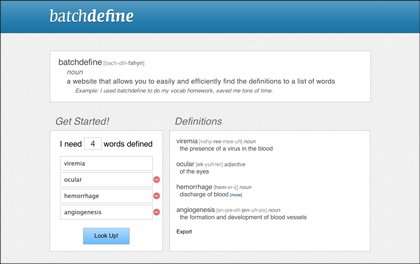 batchdefine
batchdefine [bach-dih-fahyn]
noun
a website that allows you to easily and efficiently find the definitions to a list of words
Example: I used batchdefine to do my vocab homework, saved me tons of time.
Get Started!
I need 4 words defined
viremia
ocular
hemorrhage
angiogenesis
Look Up!
Definitions
viremia [vahy-ree-mee-uh] noun
the presence of a virus in the blood
ocular [ok-yuh-ler] adjective
of the eyes
hemorrhage [hem-er-ij] noun
discharge of blood [more]
angiogenesis [an-jee-oh-jen-uh-sis] noun
the formation and development of blood vessels
Export